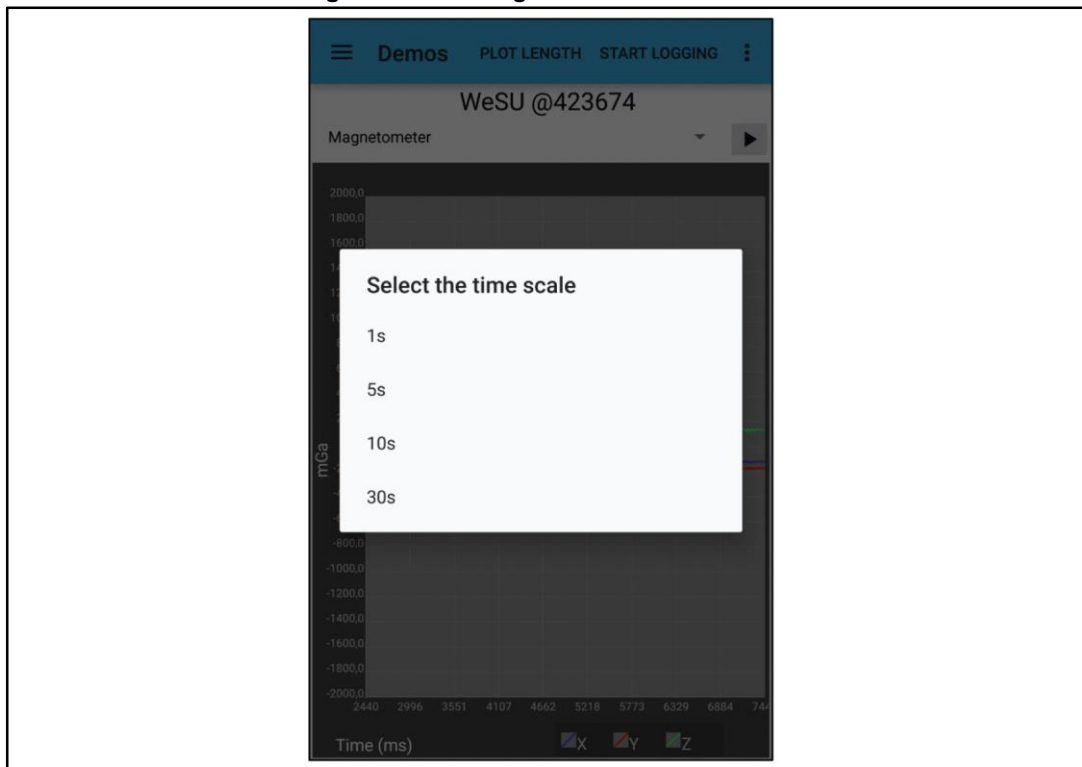 Demos PLOT LENGTH START LOGGING
WeSU @423674
Magnetometer
2000,0
1800,0
1600,0
Select the time scale
1s
5s
10s
30s
mGa
-800,0
-1000,0
-1200,0
-1400,0
-1600,0
-1800,0
-2000,0
2440 2996 3551 4107 4662 5218 5773 6329 6884 744
Time (ms) X Y Z